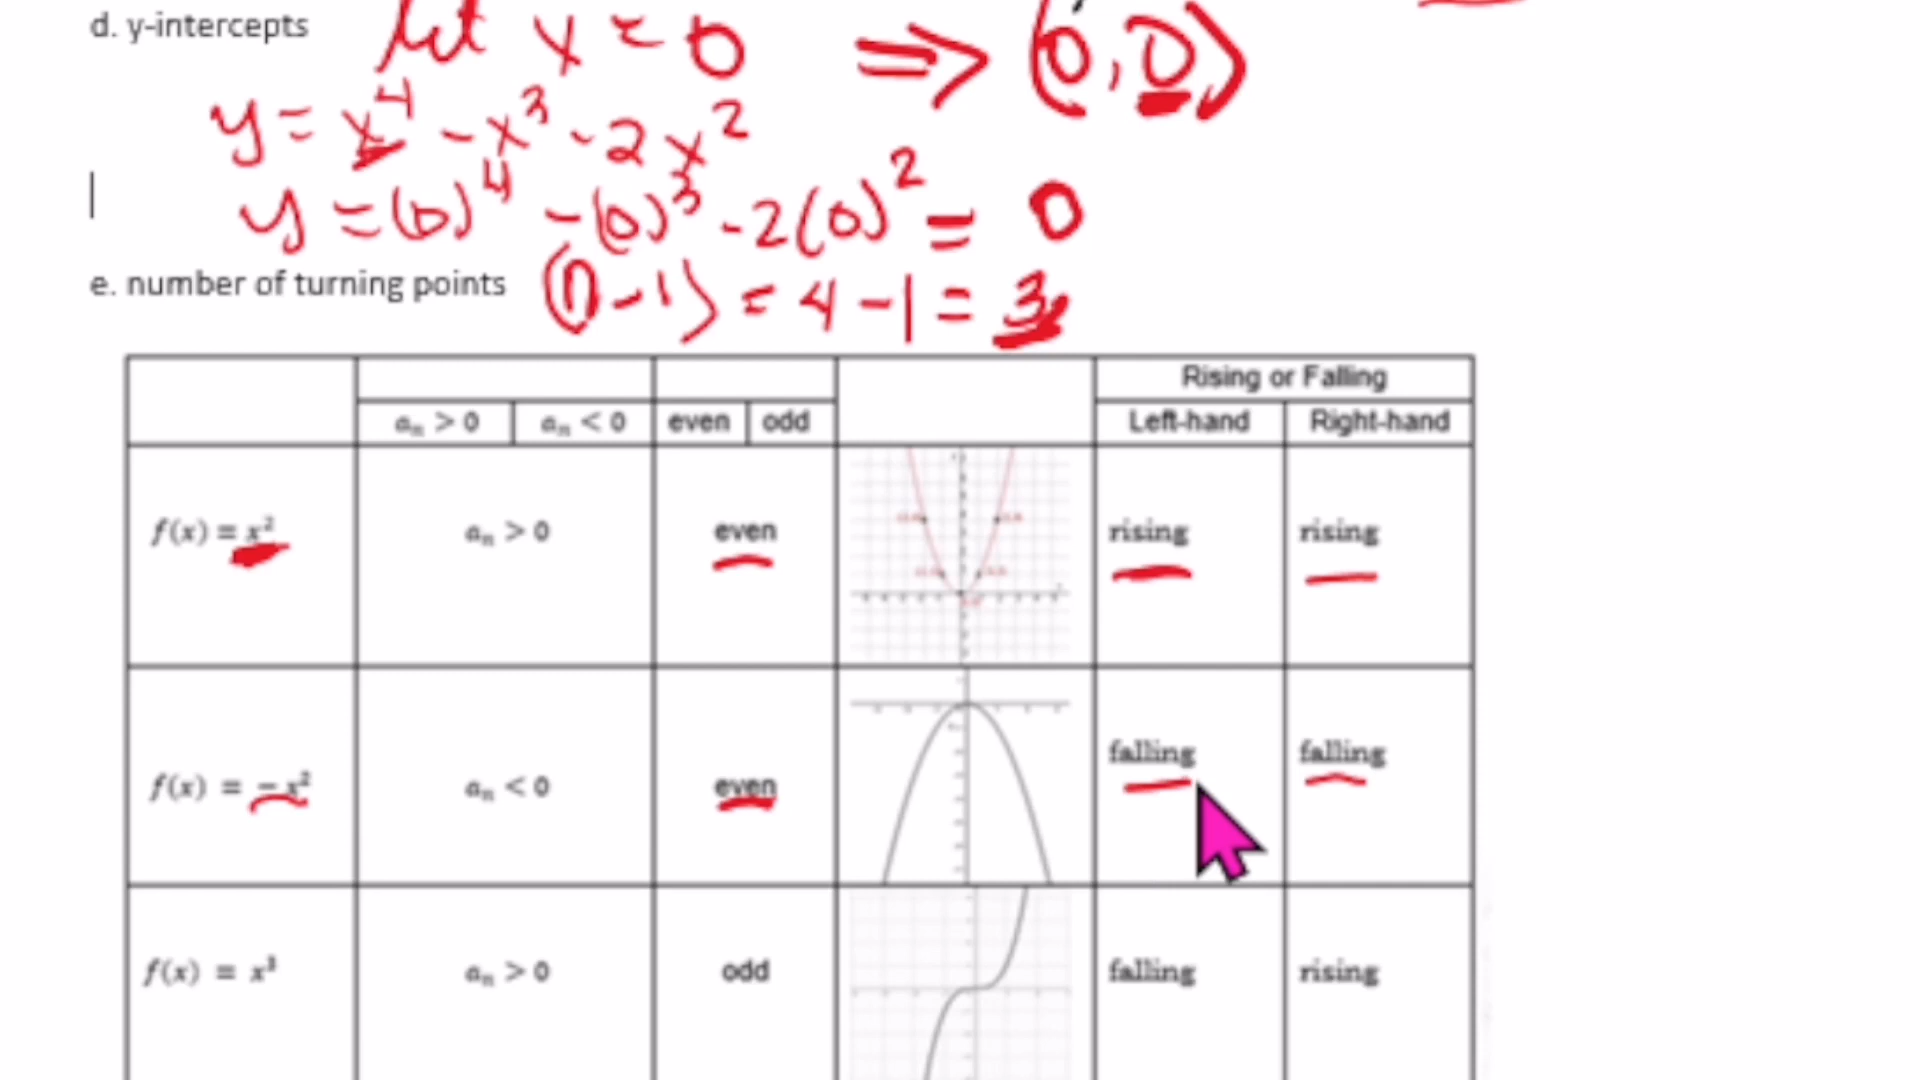 d. y-intercepts let x = 0 ⇒ (0, 0)
y = x⁴ - x³ - 2x²
y = (0)⁴ - (0)³ - 2(0)² = 0
e. number of turning points (n - 1) = 4 - 1 = 3
Rising or Falling
aₙ > 0 aₙ < 0 even odd Left-hand Right-hand
f(x) = x² aₙ > 0 even rising rising
f(x) = -x² aₙ < 0 even falling falling
f(x) = x³ aₙ > 0 odd falling rising